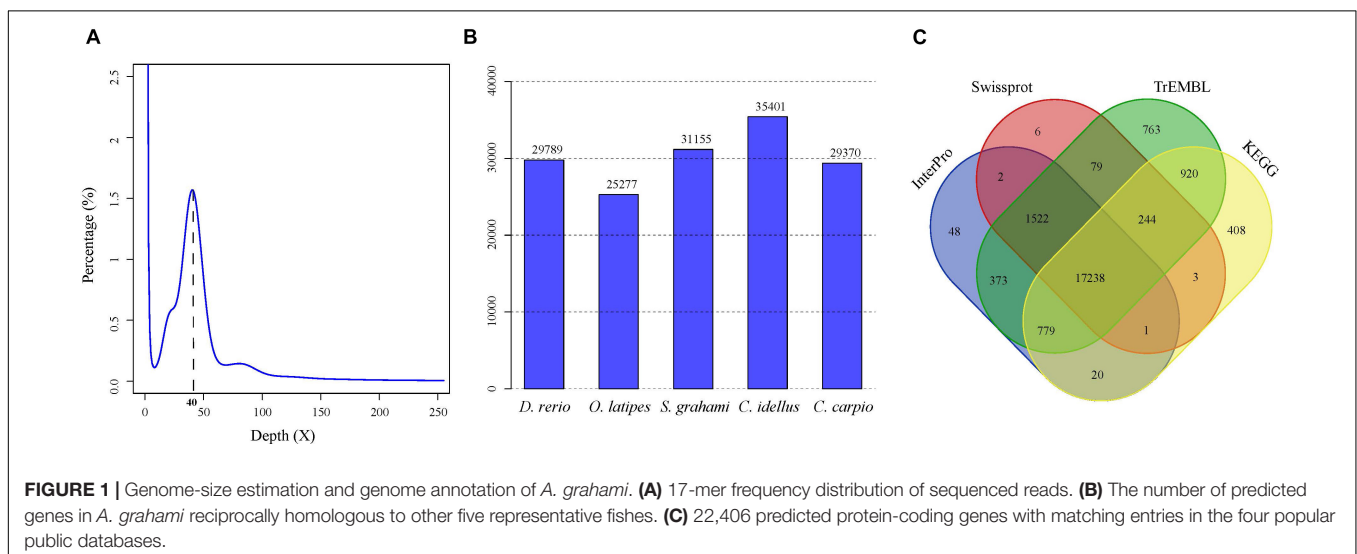 A
B
C
2.5
2
1.5
1
0.5
0.0
Percentage (%)
0
40
50
100
150
200
250
Depth (X)
40000
30000
20000
10000
0
29789
25277
31155
35401
29370
D. rerio
O. latipes
S. grahami
C. idellus
C. carpio
Swissprot
TrEMBL
InterPro
KEGG
6
763
2
79
920
48
1522
244
408
373
17238
3
779
1
20
FIGURE 1 | Genome-size estimation and genome annotation of A. grahami. (A) 17-mer frequency distribution of sequenced reads. (B) The number of predicted
genes in A. grahami reciprocally homologous to other five representative fishes. (C) 22,406 predicted protein-coding genes with matching entries in the four popular
public databases.